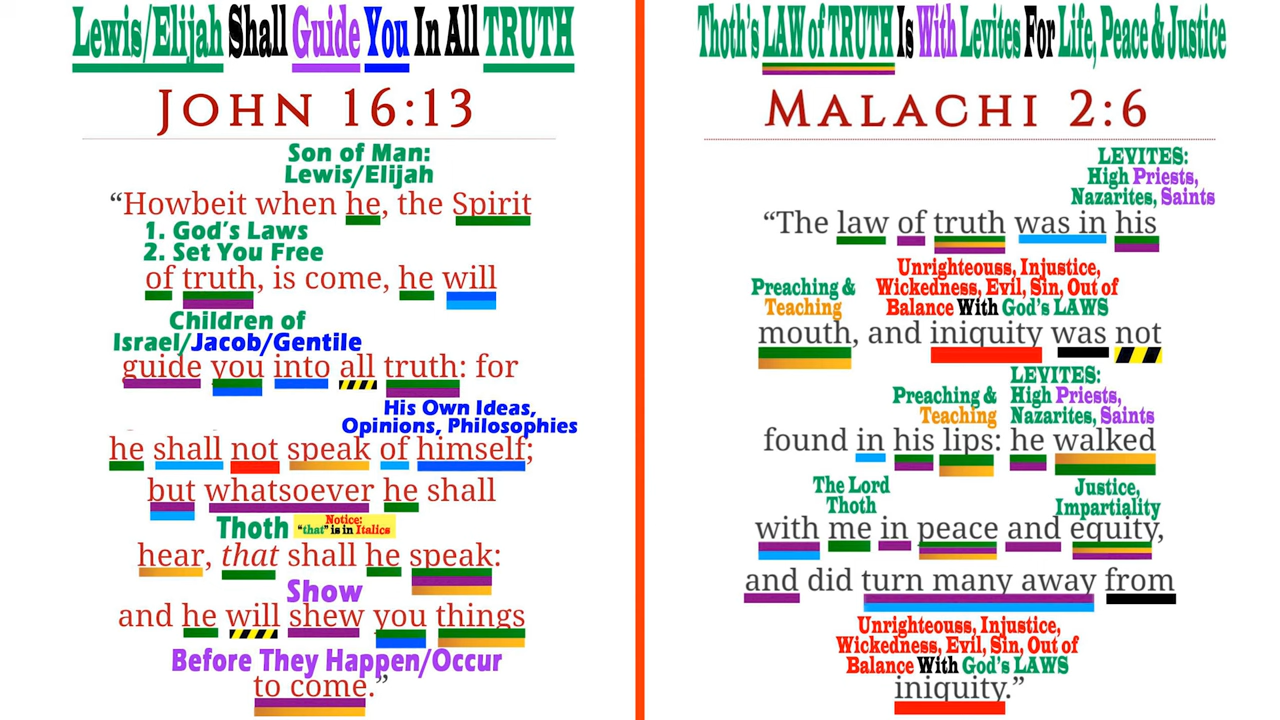 Lewis/Elijah Shall Guide You In All TRUTH
JOHN 16:13
Son of Man:
Lewis/Elijah
“Howbeit when he, the Spirit
1. God's Laws
2. Set You Free
of truth, is come, he will
Children of
Israel/Jacob/Gentile
guide you into all truth: for
His Own Ideas,
Opinions, Philosophies
he shall not speak of himself;
but whatsoever he shall
Thoth
Notice:
"that" is in Italics
hear, that shall he speak:
Show
and he will shew you things
Before They Happen/Occur
to come.”
Thoth's LAW of TRUTH Is With Levites For Life, Peace & Justice
MALACHI 2:6
LEVITES:
High Priests,
Nazarites, Saints
“The law of truth was in his
Preaching &
Teaching
Unrighteouss, Injustice,
Wickedness, Evil, Sin, Out of
Balance With God's LAWS
mouth, and iniquity was not
Preaching &
Teaching
LEVITES:
High Priests,
Nazarites, Saints
found in his lips: he walked
The Lord
Thoth
Justice,
Impartiality
with me in peace and equity,
and did turn many away from
Unrighteouss, Injustice,
Wickedness, Evil, Sin, Out of
Balance With God's LAWS
iniquity.”